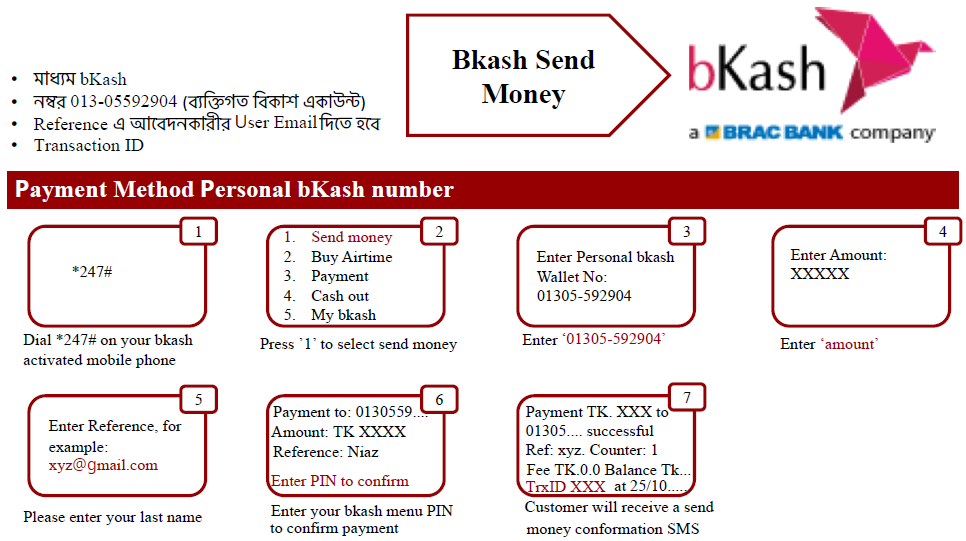 • মাধ্যম bKash
• নম্বর 013-05592904 (ব্যক্তিগত বিকাশ একাউন্ট)
• Reference এ আবেদনকারীর User Email দিতে হবে
• Transaction ID
Bkash Send
Money
bKash
a BRAC BANK company
Payment Method Personal bKash number
1
*247#
Dial *247# on your bkash
activated mobile phone
2
1. Send money
2. Buy Airtime
3. Payment
4. Cash out
5. My bkash
Press ’1’ to select send money
3
Enter Personal bkash
Wallet No:
01305-592904
Enter ‘01305-592904’
4
Enter Amount:
XXXXX
Enter ‘amount’
5
Enter Reference, for
example:
xyz@gmail.com
Please enter your last name
6
Payment to: 0130559....
Amount: TK XXXX
Reference: Niaz
Enter PIN to confirm
Enter your bkash menu PIN
to confirm payment
7
Payment TK. XXX to
01305.... successful
Ref: xyz. Counter: 1
Fee TK.0.0 Balance Tk...
TrxID XXX at 25/10.....
Customer will receive a send
money conformation SMS